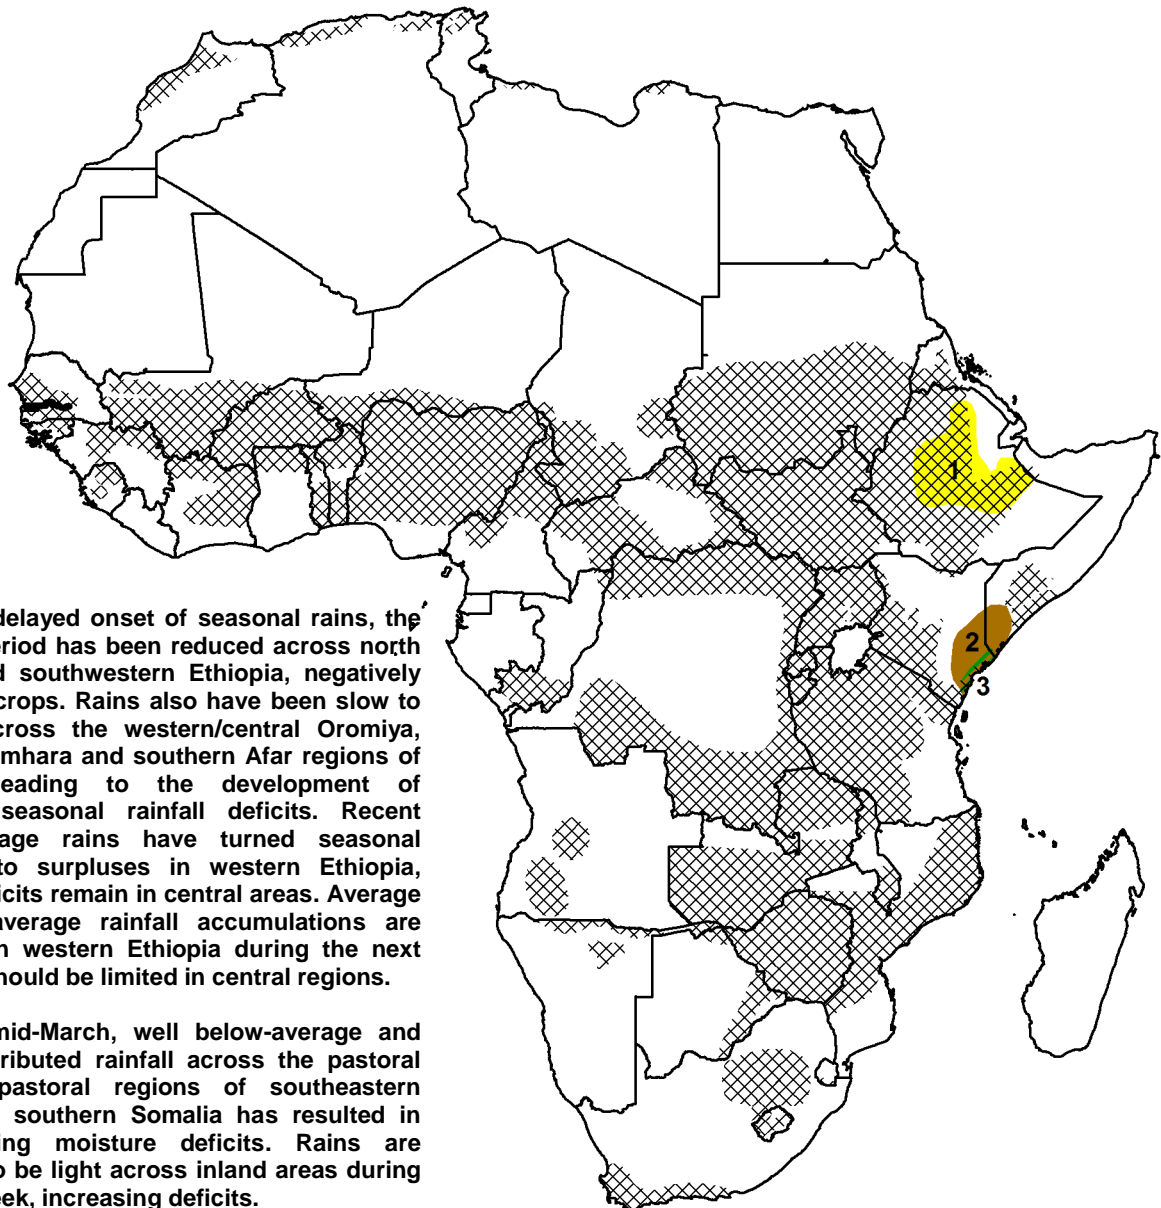 1
2
3
delayed onset of seasonal rains, the
eriod has been reduced across north
d southwestern Ethiopia, negatively
crops. Rains also have been slow to
cross the western/central Oromiya,
mhara and southern Afar regions of
eading to the development of
seasonal rainfall deficits. Recent
age rains have turned seasonal
to surpluses in western Ethiopia,
icits remain in central areas. Average
average rainfall accumulations are
n western Ethiopia during the next
hould be limited in central regions.
mid-March, well below-average and
ributed rainfall across the pastoral
pastoral regions of southeastern
southern Somalia has resulted in
ing moisture deficits. Rains are
o be light across inland areas during
eek, increasing deficits.